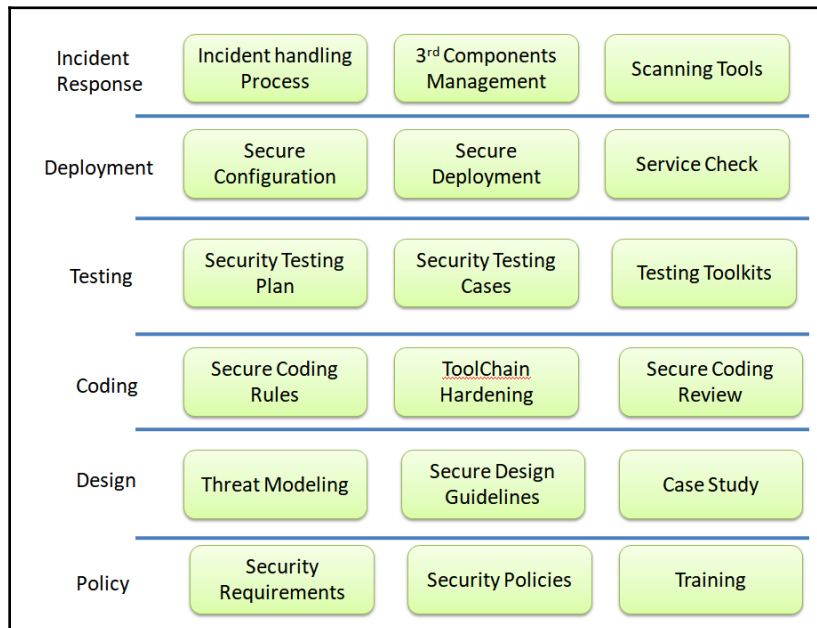 Incident
Response
Incident handling
Process
3rd Components
Management
Scanning Tools
Deployment
Secure
Configuration
Secure
Deployment
Service Check
Testing
Security Testing
Plan
Security Testing
Cases
Testing Toolkits
Coding
Secure Coding
Rules
ToolChain
Hardening
Secure Coding
Review
Design
Threat Modeling
Secure Design
Guidelines
Case Study
Policy
Security
Requirements
Security Policies
Training